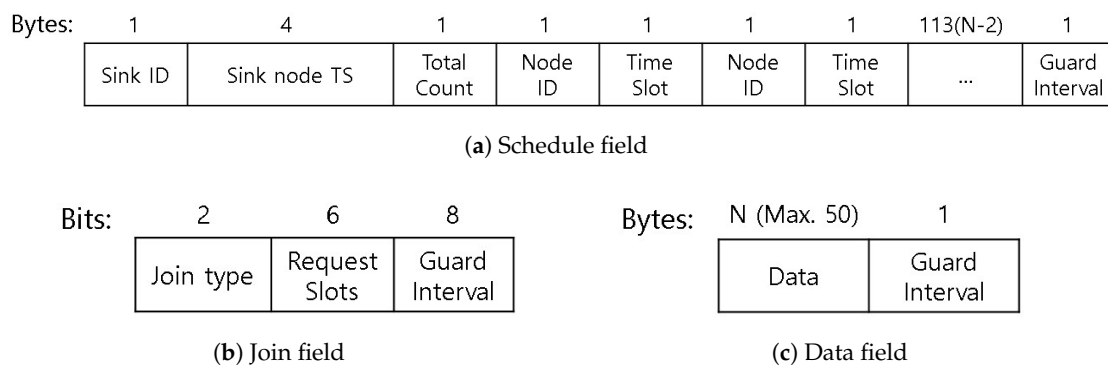 Bytes: 1 4 1 1 1 1 1 113(N-2) 1
Sink ID Sink node TS Total Count Node ID Time Slot Node ID Time Slot ... Guard Interval
(a) Schedule field
Bits: 2 6 8
Join type Request Slots Guard Interval
(b) Join field
Bytes: N (Max. 50) 1
Data Guard Interval
(c) Data field